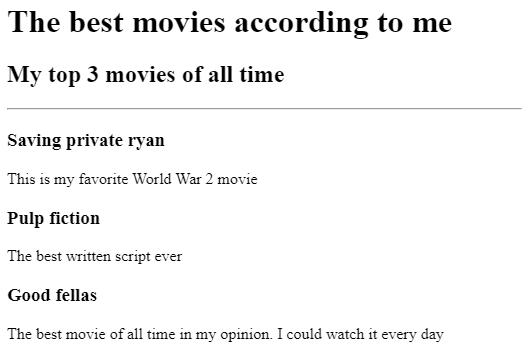 The best movies according to me
My top 3 movies of all time
Saving private ryan
This is my favorite World War 2 movie
Pulp fiction
The best written script ever
Good fellas
The best movie of all time in my opinion. I could watch it every day